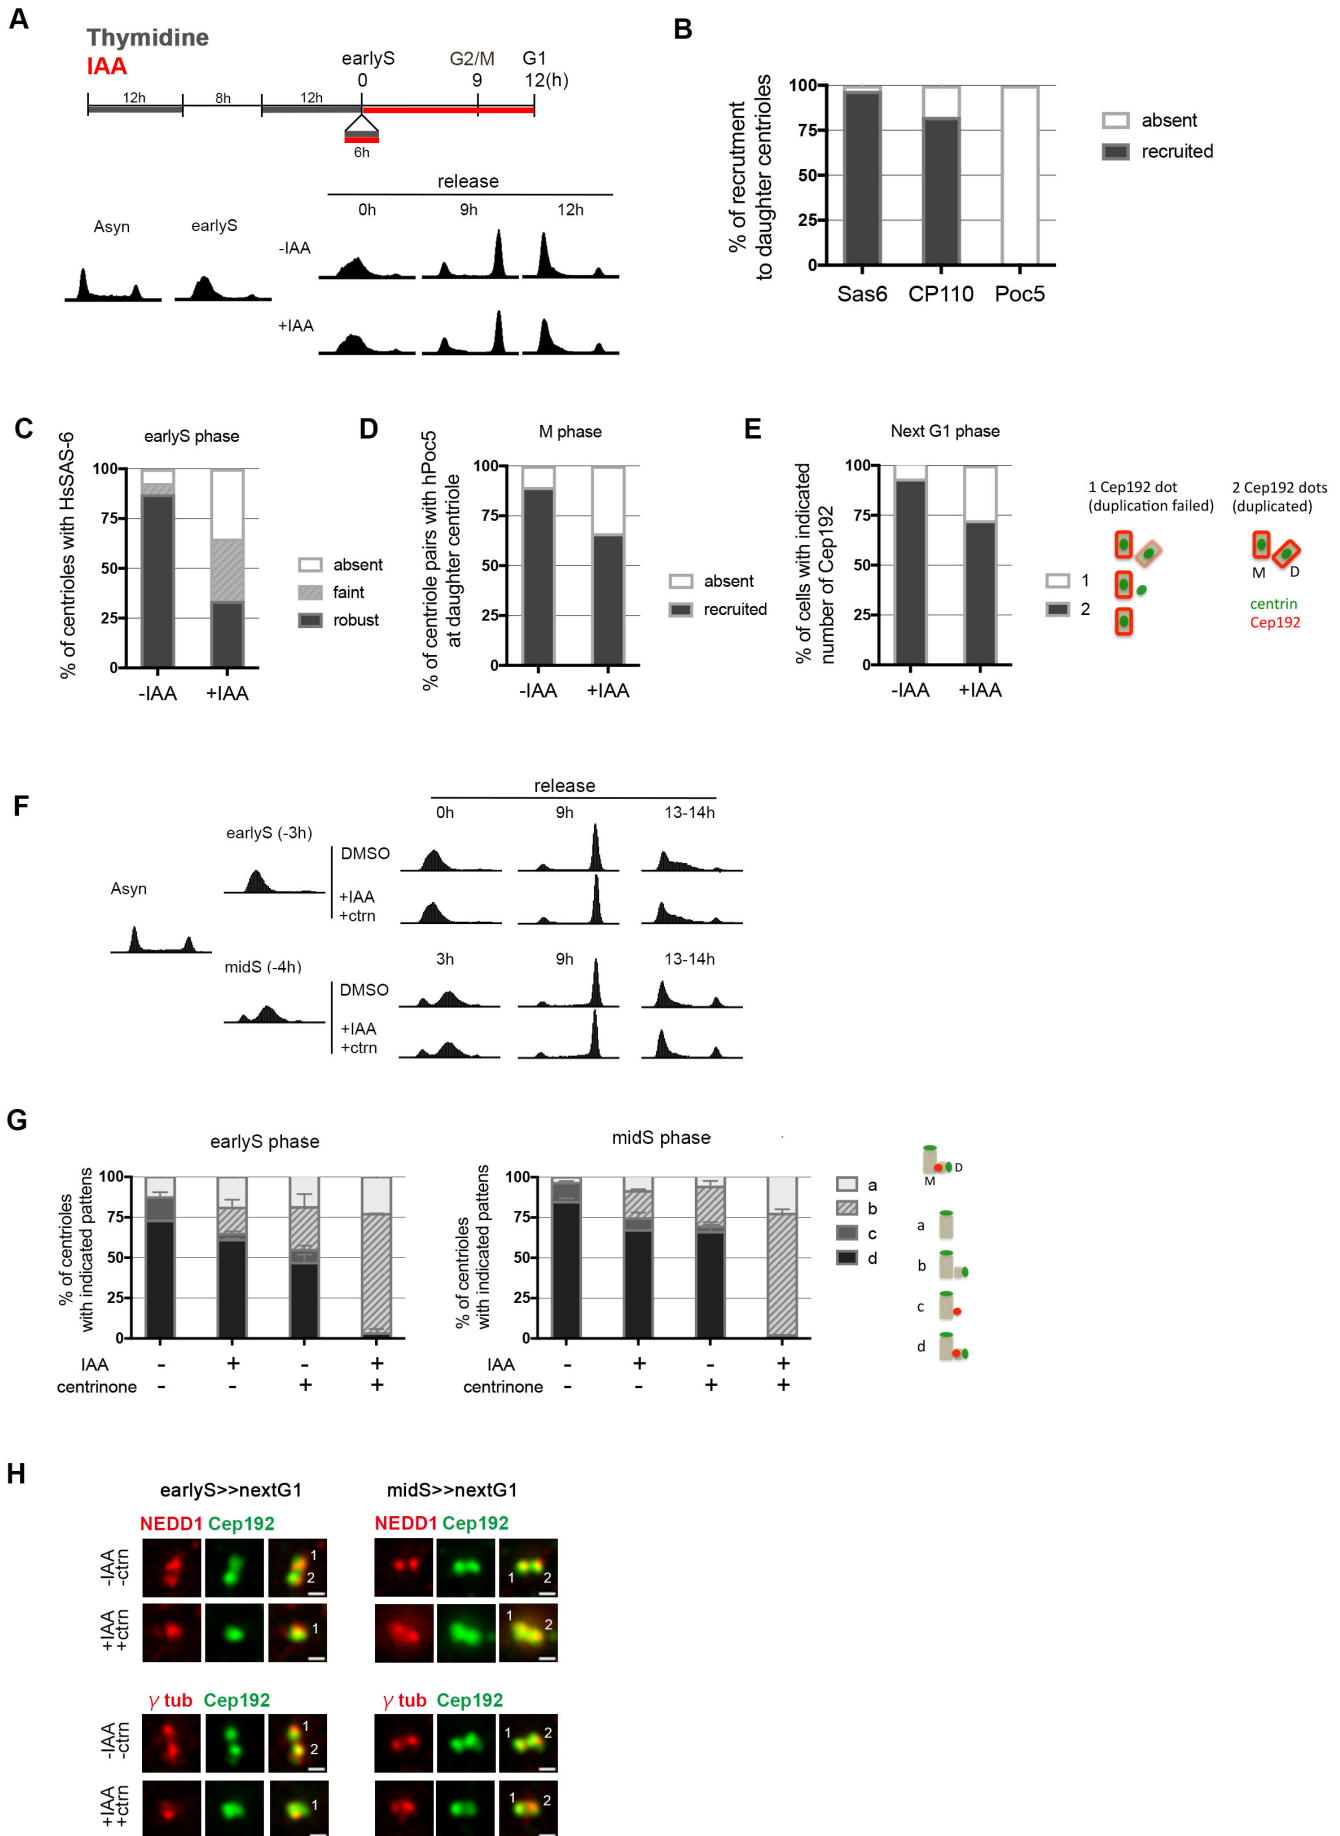 A
Thymidine
IAA
earlyS G2/M G1
0 9 12(h)
12h 8h 12h
6h
release
0h 9h 12h
Asyn earlyS
-IAA
+IAA
B
% of recrutment
to daughter centrioles
100
75
50
25
0
Sas6 CP110 Poc5
absent
recruited
C
earlyS phase
% of centrioles with HsSAS-6
100
75
50
25
0
-IAA +IAA
absent
faint
robust
D
M phase
% of centriole pairs with hPoc5
at daughter centriole
100
75
50
25
0
-IAA +IAA
absent
recruited
E
Next G1 phase
% of cells with indicated
number of Cep192
100
75
50
25
0
-IAA +IAA
1
2
1 Cep192 dot
(duplication failed)
2 Cep192 dots
(duplicated)
M D
centrin
Cep192
F
release
0h 9h 13-14h
earlyS (-3h)
DMSO
+IAA
+ctrn
Asyn
midS (-4h)
3h 9h 13-14h
DMSO
+IAA
+ctrn
G
earlyS phase
% of centrioles
with indicated pattens
100
75
50
25
0
IAA - + - +
centrinone - - + +
midS phase
% of centrioles
with indicated pattens
100
75
50
25
0
IAA - + - +
centrinone - - + +
a
b
c
d
M D
a
b
c
d
H
earlyS>>nextG1 midS>>nextG1
NEDD1 Cep192 NEDD1 Cep192
-IAA
-ctrn
1
2
1 2
+IAA
+ctrn
1
1 2
γ tub Cep192 γ tub Cep192
-IAA
-ctrn
1
2
1 2
+IAA
+ctrn
1
1 2